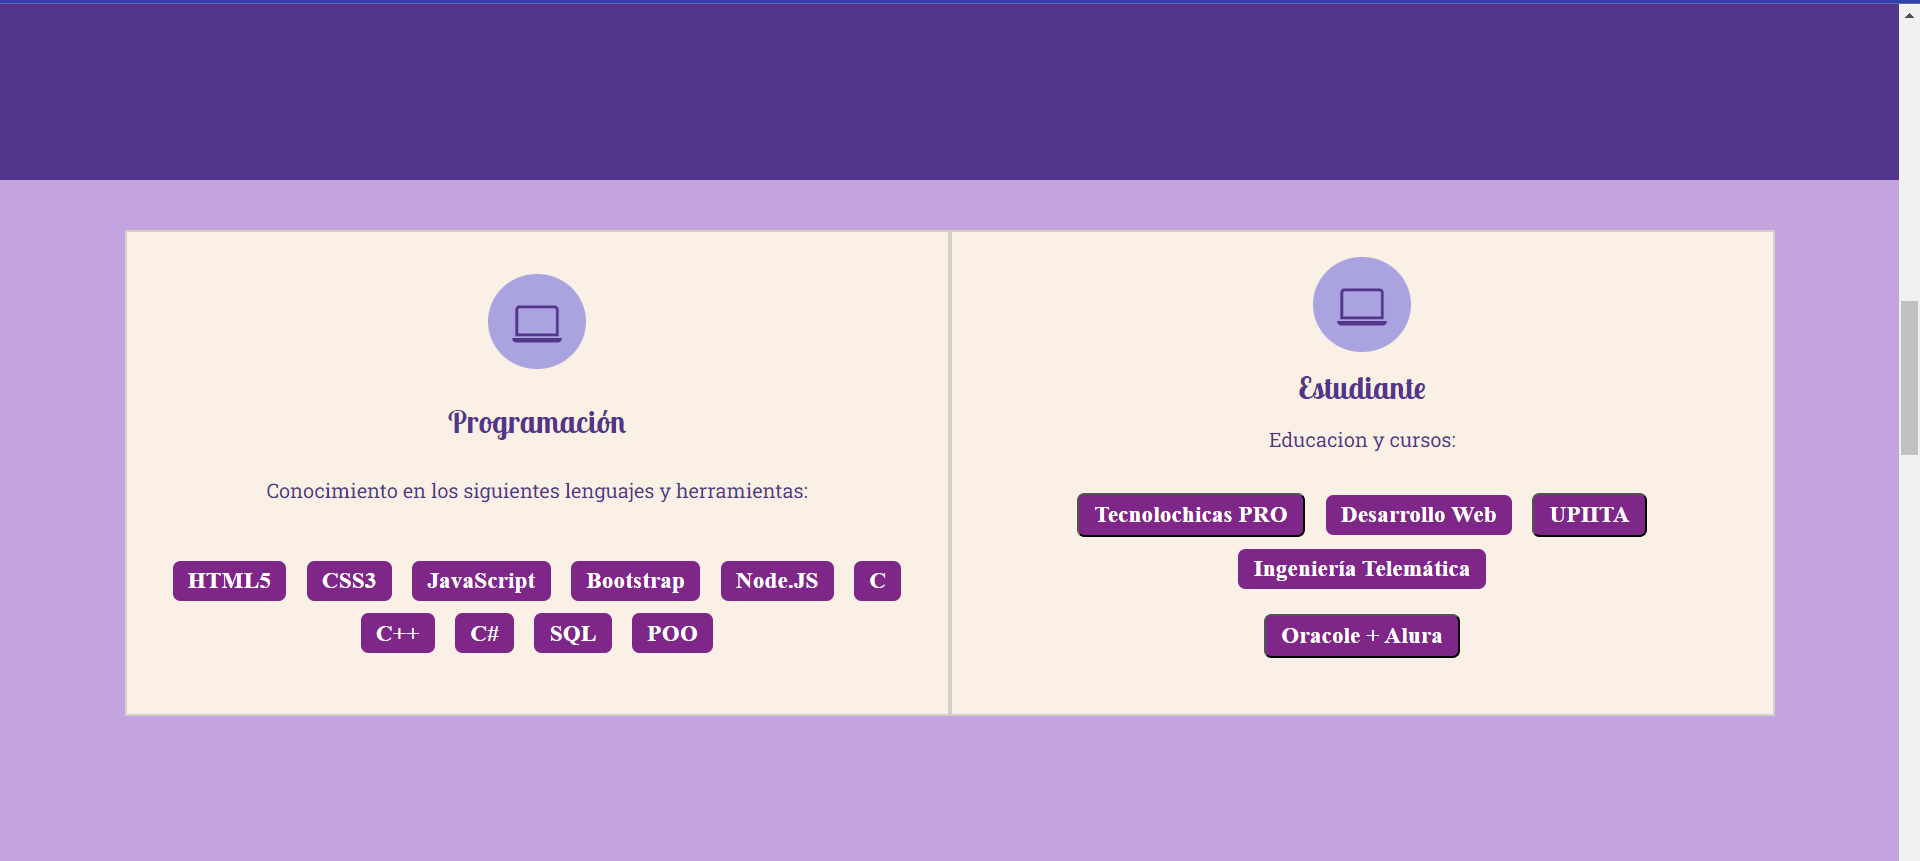 Programación
Conocimiento en los siguientes lenguajes y herramientas:
HTML5 CSS3 JavaScript Bootstrap Node.JS C
C++ C# SQL POO
Estudiante
Educacion y cursos:
Tecnolochicas PRO Desarrollo Web UPIITA
Ingeniería Telemática
Oracole + Alura